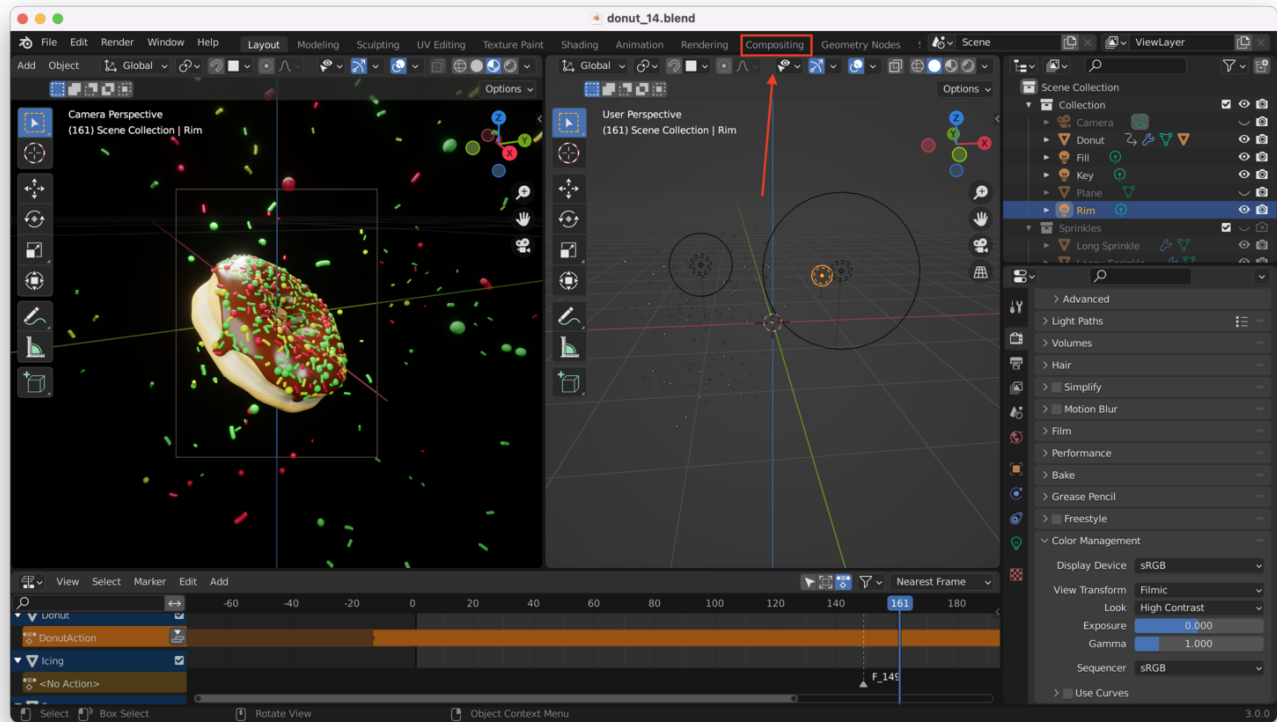 donut_14.blend
File Edit Render Window Help Layout Modeling Sculpting UV Editing Texture Paint Shading Animation Rendering Compositing Geometry Nodes Scene ViewLayer
Add Object Global Global
Options Options
Camera Perspective
(161) Scene Collection | Rim
Z
Y
X
User Perspective
(161) Scene Collection | Rim
Z
Y
X
Scene Collection
Collection
Camera
Donut
Fill
Key
Plane
Rim
Sprinkles
Long Sprinkle
Advanced
Light Paths
Volumes
Hair
Simplify
Motion Blur
Film
Performance
Bake
Grease Pencil
Freestyle
Color Management
Display Device sRGB
View Transform Filmic
Look High Contrast
Exposure 0.000
Gamma 1.000
Sequencer sRGB
Use Curves
View Select Marker Edit Add Nearest Frame
-60 -40 -20 0 20 40 60 80 100 120 140 161 180
Donut
DonutAction
Icing
<No Action>
F_149
Select Box Select Rotate View Object Context Menu 3.0.0